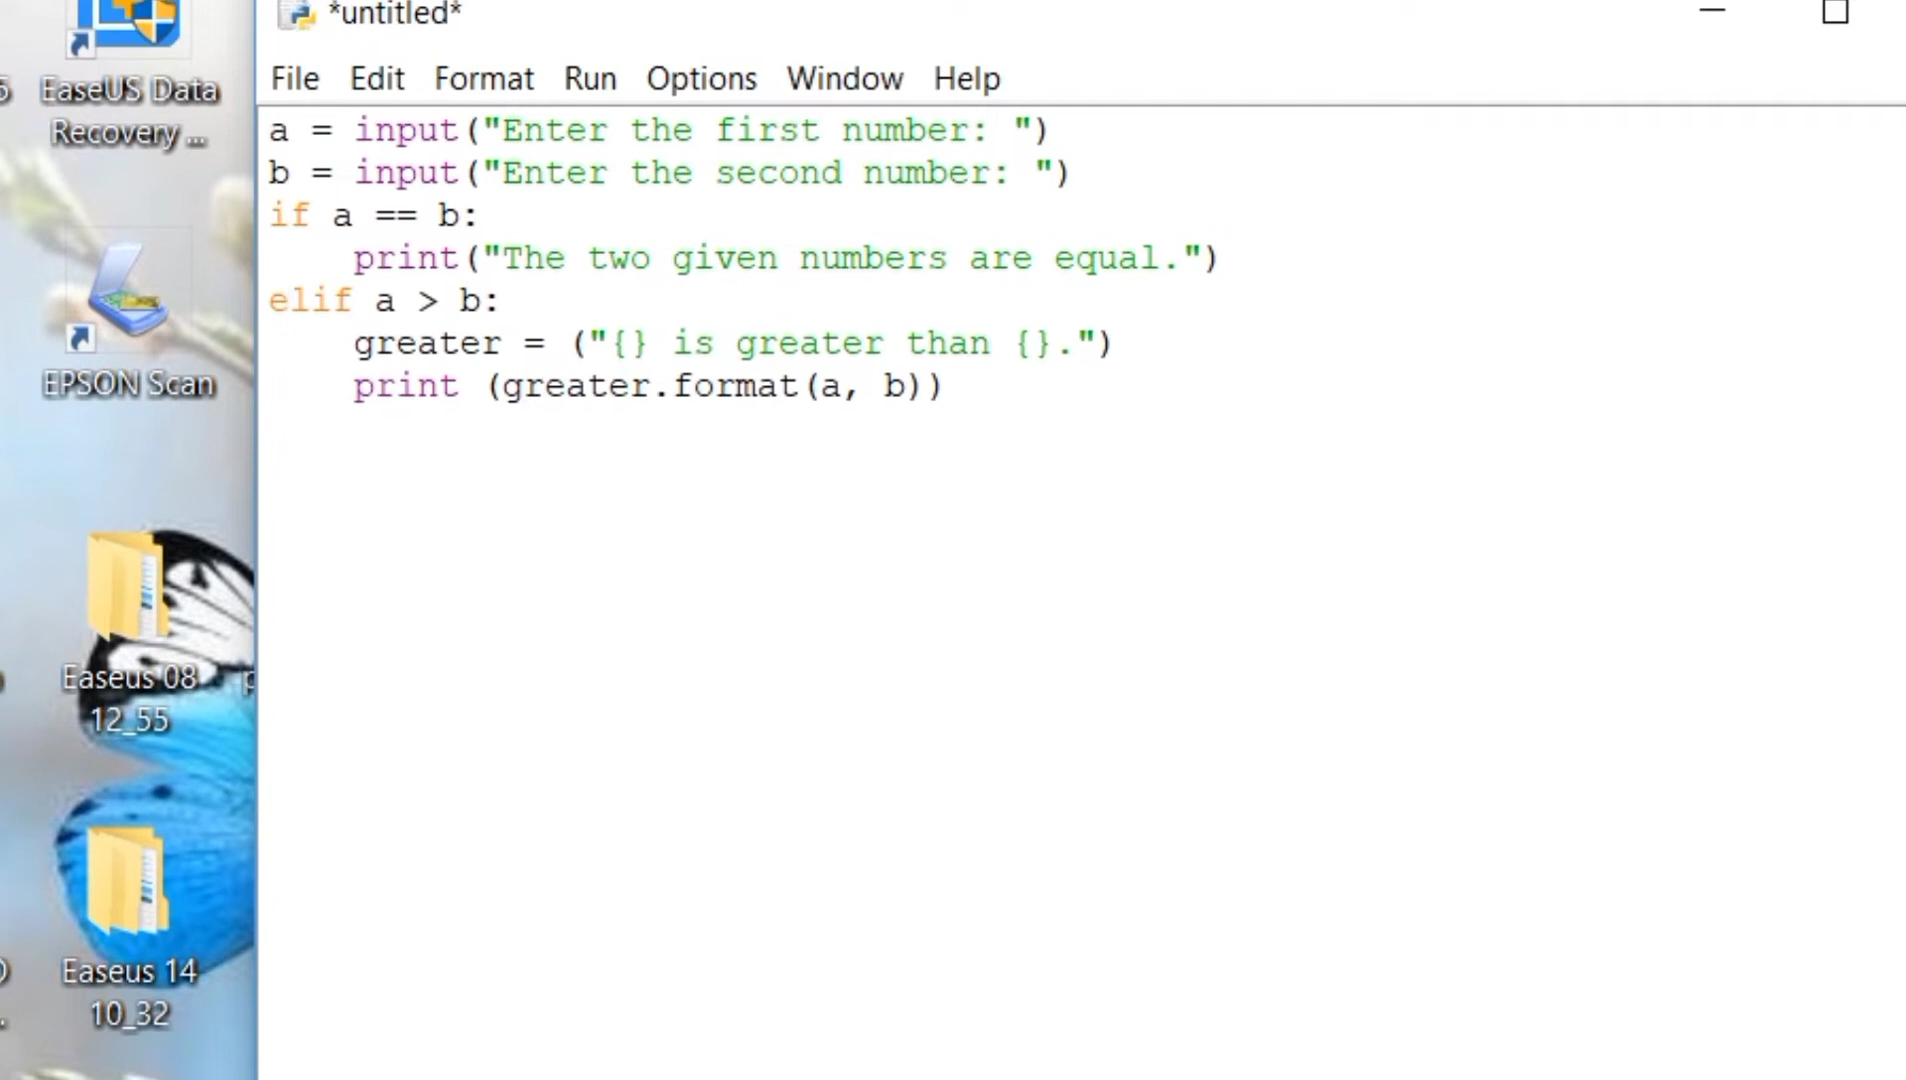 *untitled*
File Edit Format Run Options Window Help
a = input("Enter the first number: ")
b = input("Enter the second number: ")
if a == b:
    print("The two given numbers are equal.")
elif a > b:
    greater = ("{} is greater than {}.")
    print (greater.format(a, b))
EaseUS Data
Recovery ...
EPSON Scan
Easeus 08
12_55
Easeus 14
10_32